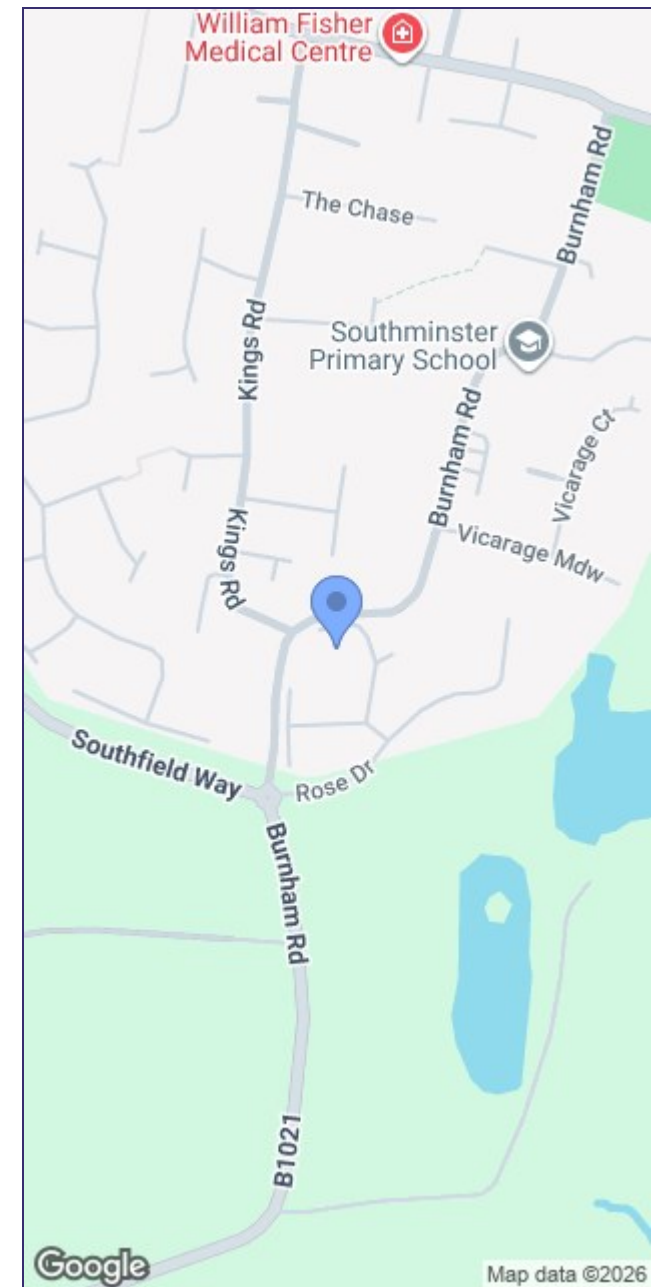 William Fisher
Medical Centre
Burnham Rd
The Chase
Kings Rd
Southminster
Primary School
Burnham Rd
Vicarage Ct
Kings Rd
Vicarage Mdw
Southfield Way
Rose Dr
Burnham Rd
B1021
Google
Map data ©2026